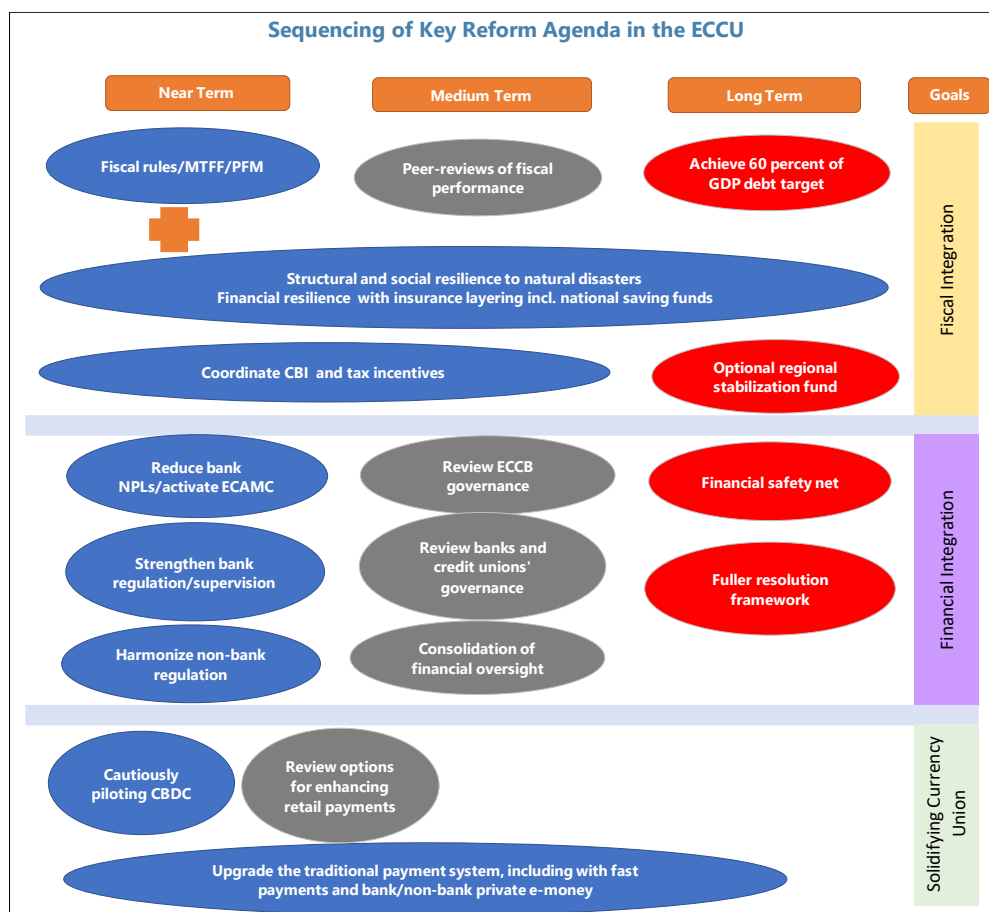 Sequencing of Key Reform Agenda in the ECCU
Near Term
Medium Term
Long Term
Goals
Fiscal rules/MTFF/PFM
Peer-reviews of fiscal
performance
Achieve 60 percent of
GDP debt target
Structural and social resilience to natural disasters
Financial resilience with insurance layering incl. national saving funds
Coordinate CBI and tax incentives
Optional regional
stabilization fund
Fiscal Integration
Reduce bank
NPLs/activate ECAMC
Review ECCB
governance
Financial safety net
Strengthen bank
regulation/supervision
Review banks and
credit unions'
governance
Fuller resolution
framework
Harmonize non-bank
regulation
Consolidation of
financial oversight
Financial Integration
Cautiously
piloting CBDC
Review options
for enhancing
retail payments
Upgrade the traditional payment system, including with fast
payments and bank/non-bank private e-money
Solidifying Currency
Union